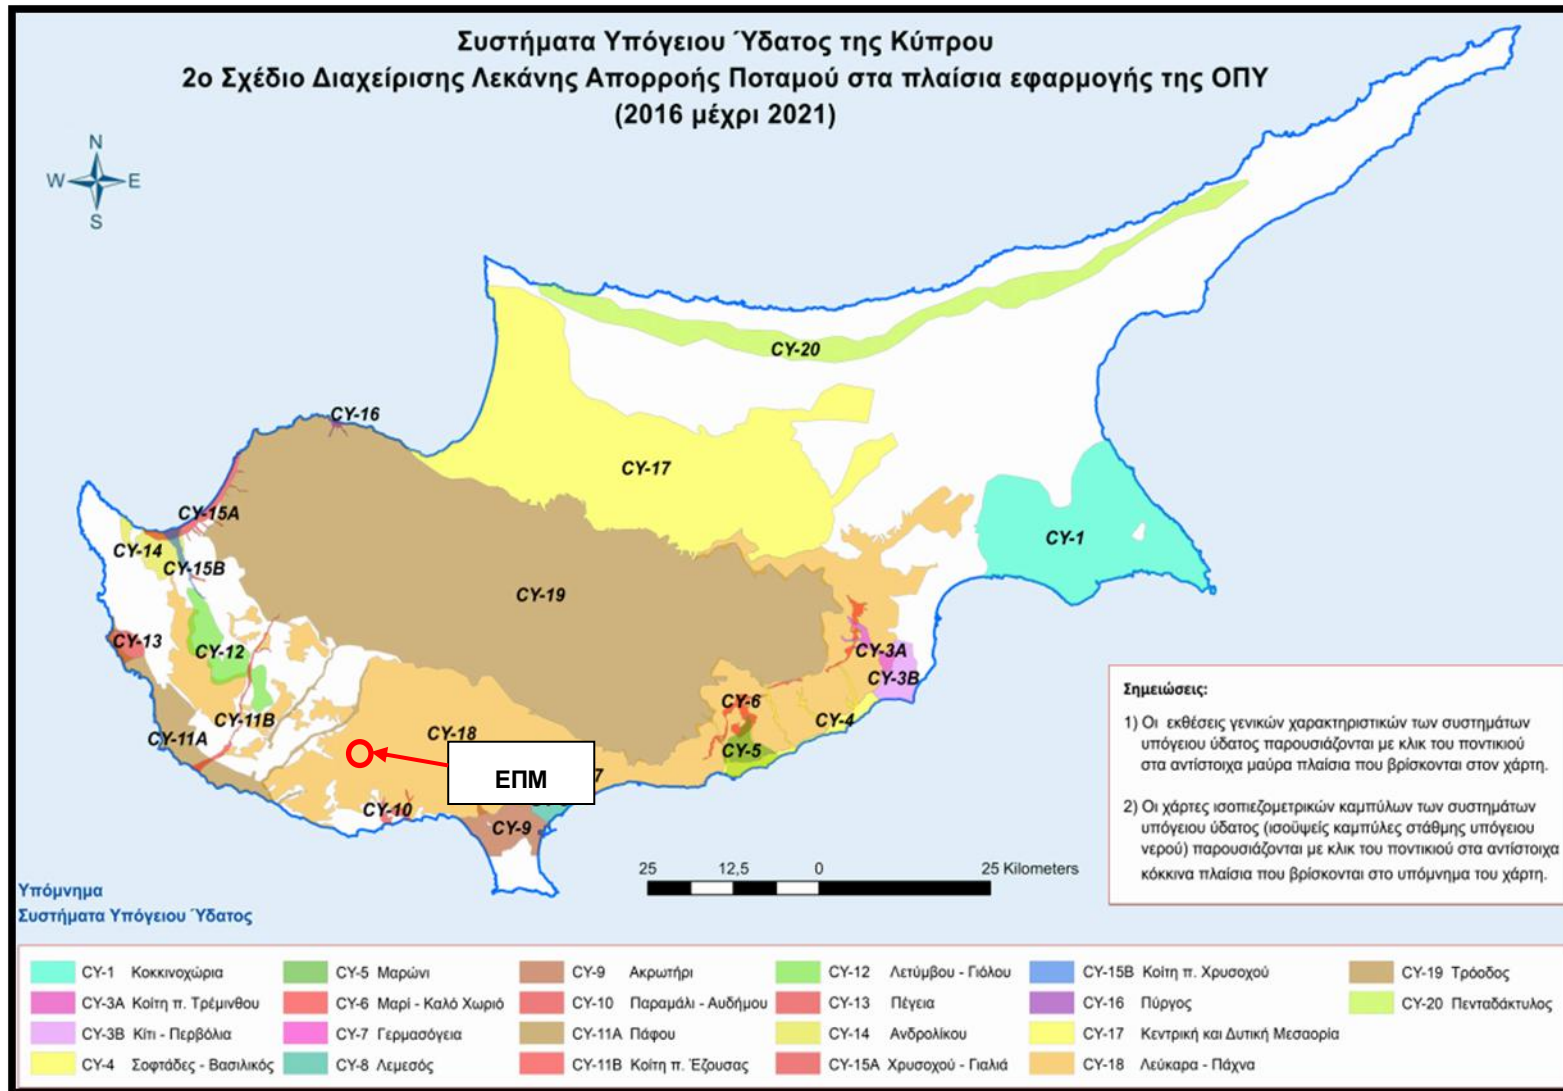 Συστήματα Υπόγειου Ύδατος της Κύπρου
2ο Σχέδιο Διαχείρισης Λεκάνης Απορροής Ποταμού στα πλαίσια εφαρμογής της ΟΠΥ
(2016 μέχρι 2021)
N
W E
S
CY-20
CY-16
CY-17
CY-15A
CY-1
CY-14
CY-15B
CY-19
CY-13
CY-12
CY-3A
CY-3B
CY-6
CY-11B
CY-4
CY-11A
CY-18
CY-5
ΕΠΜ
7
CY-10
CY-9
25 12,5 0 25 Kilometers
Σημειώσεις:
1) Οι εκθέσεις γενικών χαρακτηριστικών των συστημάτων
υπόγειου ύδατος παρουσιάζονται με κλικ του ποντικιού
στα αντίστοιχα μαύρα πλαίσια που βρίσκονται στον χάρτη.
2) Οι χάρτες ισοπιεζομετρικών καμπύλων των συστημάτων
υπόγειου ύδατος (ισοϋψείς καμπύλες στάθμης υπόγειου
νερού) παρουσιάζονται με κλικ του ποντικιού στα αντίστοιχα
κόκκινα πλαίσια που βρίσκονται στο υπόμνημα του χάρτη.
Υπόμνημα
Συστήματα Υπόγειου Ύδατος
CY-1 Κοκκινοχώρια
CY-3A Κοίτη π. Τρέμινθου
CY-3B Κίτι - Περβόλια
CY-4 Σοφτάδες - Βασιλικός
CY-5 Μαρώνι
CY-6 Μαρί - Καλό Χωριό
CY-7 Γερμασόγεια
CY-8 Λεμεσός
CY-9 Ακρωτήρι
CY-10 Παραμάλι - Αυδήμου
CY-11A Πάφου
CY-11B Κοίτη π. Έζουσας
CY-12 Λετύμβου - Γιόλου
CY-13 Πέγεια
CY-14 Ανδρολίκου
CY-15A Χρυσοχού - Γιαλιά
CY-15B Κοίτη π. Χρυσοχού
CY-16 Πύργος
CY-17 Κεντρική και Δυτική Μεσαορία
CY-18 Λεύκαρα - Πάχνα
CY-19 Τρόοδος
CY-20 Πενταδάκτυλος